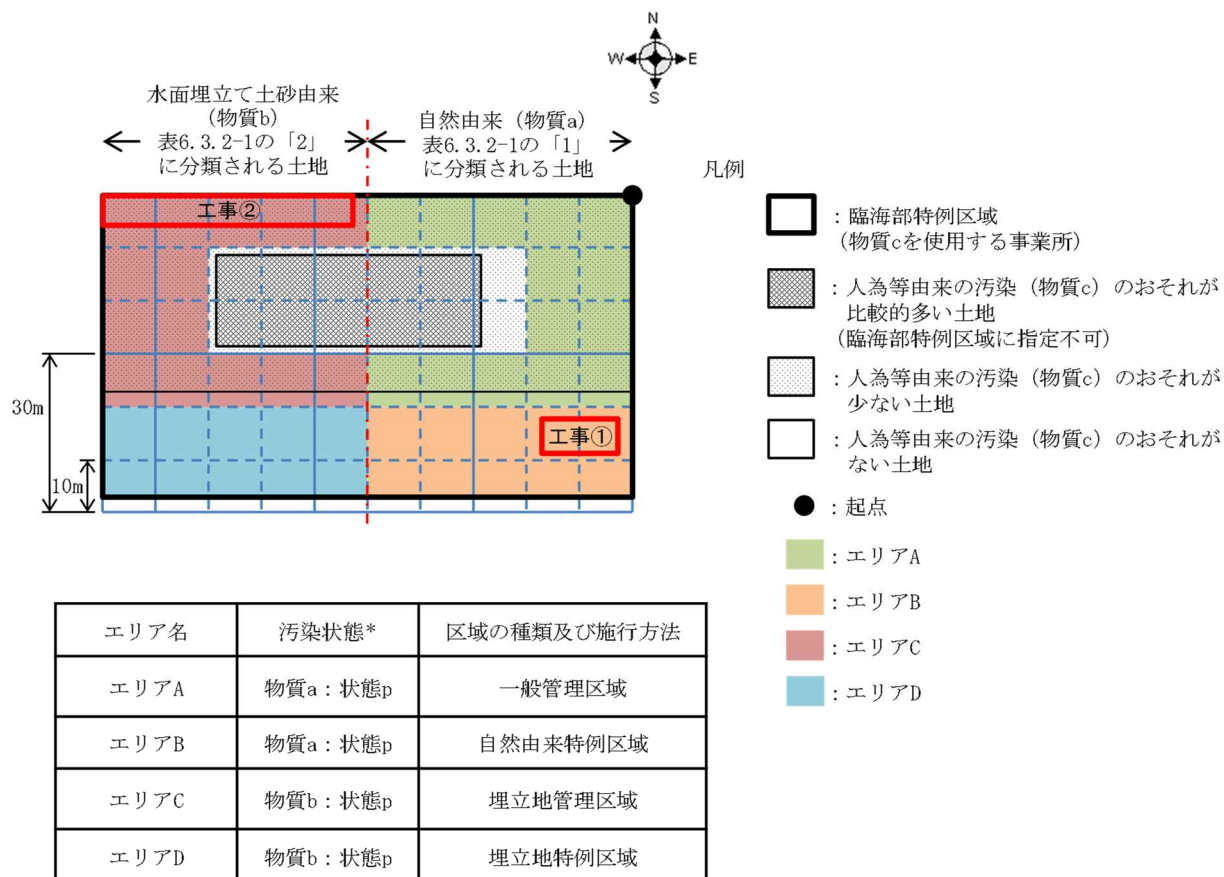 N
W E
S
水面埋立て土砂由来
(物質b)
表6.3.2-1の「2」
に分類される土地
自然由来 (物質a)
表6.3.2-1の「1」
に分類される土地
凡例
工事②
工事①
30m
10m
：臨海部特例区域
(物質cを使用する事業所)
：人為等由来の汚染 (物質c) のおそれが
比較的多い土地
(臨海部特例区域に指定不可)
：人為等由来の汚染 (物質c) のおそれが
少ない土地
：人為等由来の汚染 (物質c) のおそれが
ない土地
：起点
：エリアA
：エリアB
：エリアC
：エリアD
エリア名 汚染状態* 区域の種類及び施行方法
エリアA 物質a：状態p 一般管理区域
エリアB 物質a：状態p 自然由来特例区域
エリアC 物質b：状態p 埋立地管理区域
エリアD 物質b：状態p 埋立地特例区域